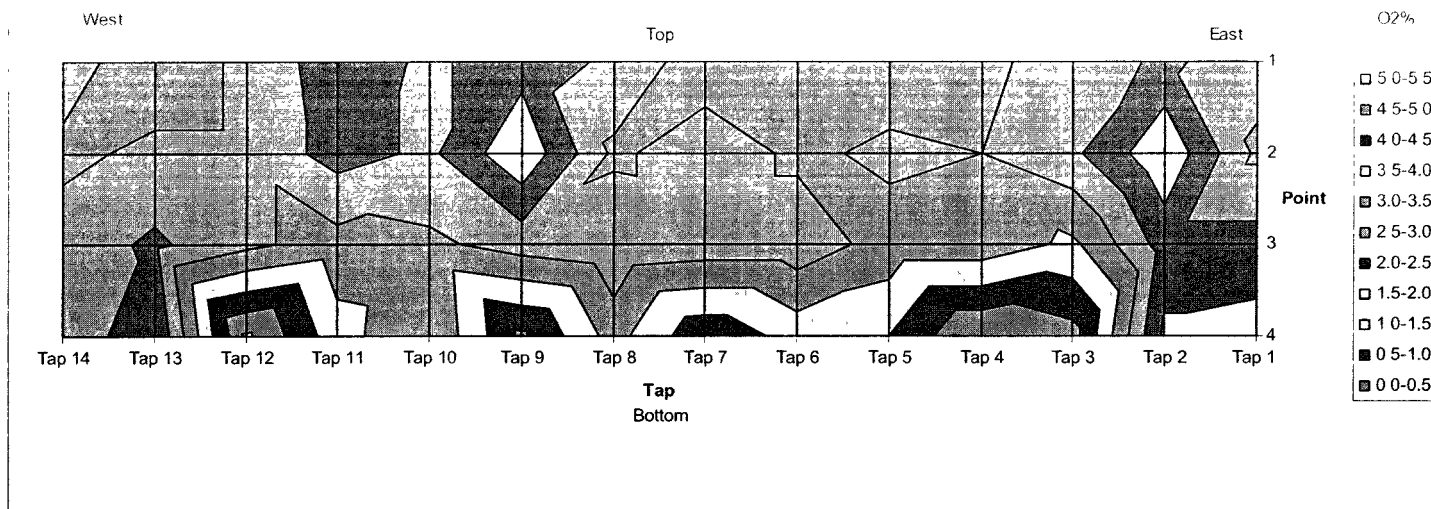 West
Top
East
O2%
1
2
Point
3
4
5 0-5 5
4 5-5 0
4 0-4 5
3 5-4.0
3.0-3.5
2 5-3.0
2.0-2.5
1.5-2.0
1 0-1.5
0 5-1.0
0 0-0.5
Tap 14 Tap 13 Tap 12 Tap 11 Tap 10 Tap 9 Tap 8 Tap 7 Tap 6 Tap 5 Tap 4 Tap 3 Tap 2 Tap 1
Tap
Bottom